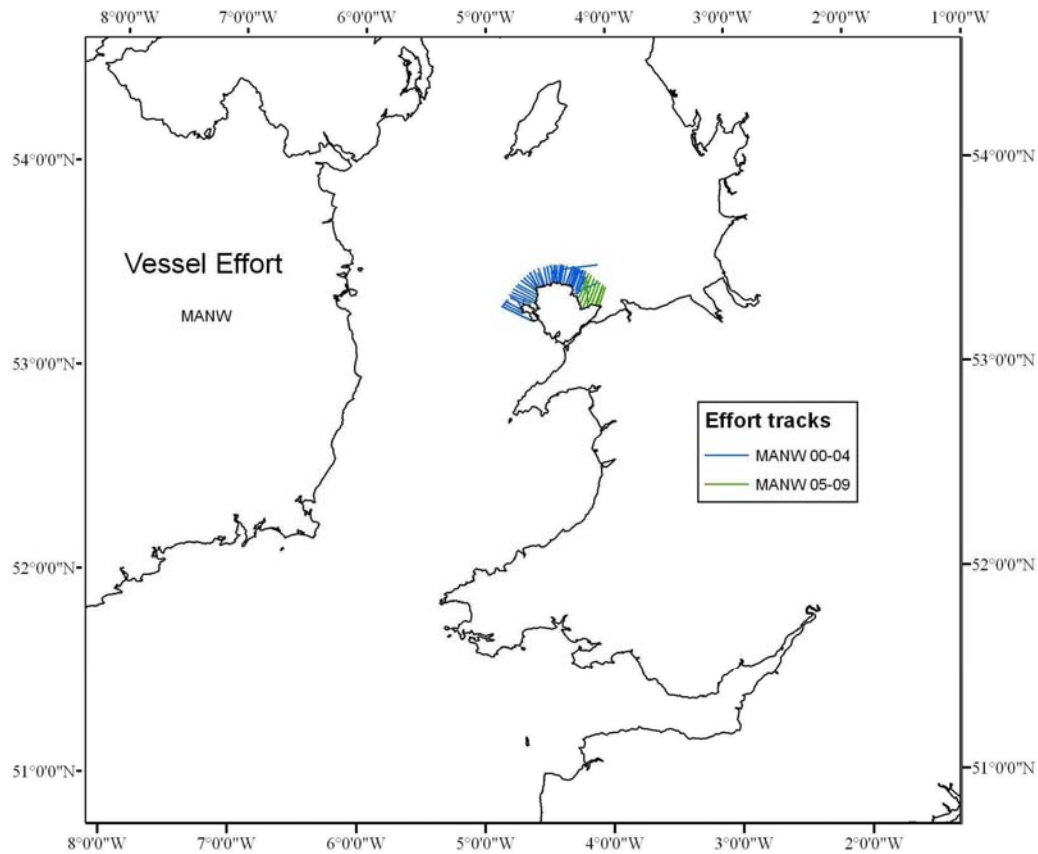 8°0'0"W 7°0'0"W 6°0'0"W 5°0'0"W 4°0'0"W 3°0'0"W 2°0'0"W 1°0'0"W
54°0'0"N 54°0'0"N
Vessel Effort
MANW
53°0'0"N 53°0'0"N
Effort tracks
MANW 00-04
MANW 05-09
52°0'0"N 52°0'0"N
51°0'0"N 51°0'0"N
8°0'0"W 7°0'0"W 6°0'0"W 5°0'0"W 4°0'0"W 3°0'0"W 2°0'0"W